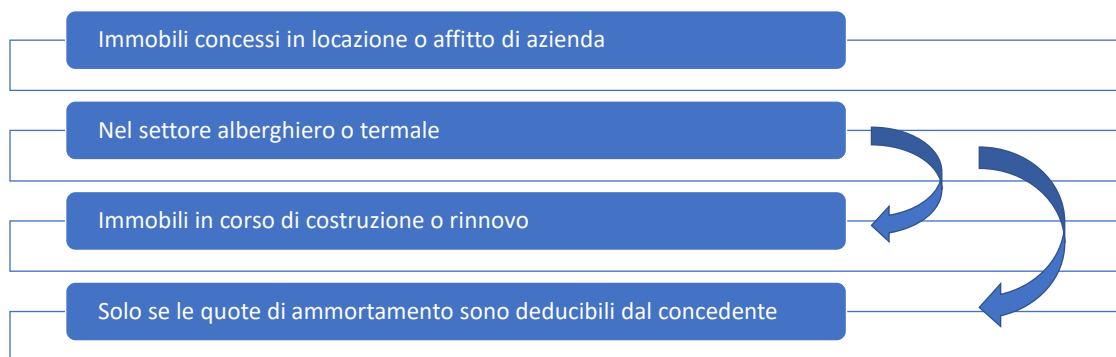 Immobili concessi in locazione o affitto di azienda
Nel settore alberghiero o termale
Immobili in corso di costruzione o rinnovo
Solo se le quote di ammortamento sono deducibili dal concedente